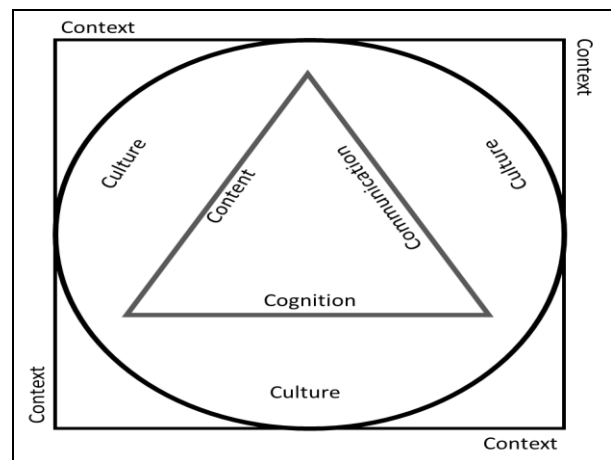 Context
Context
Culture
Culture
Content
Communication
Cognition
Culture
Context
Context